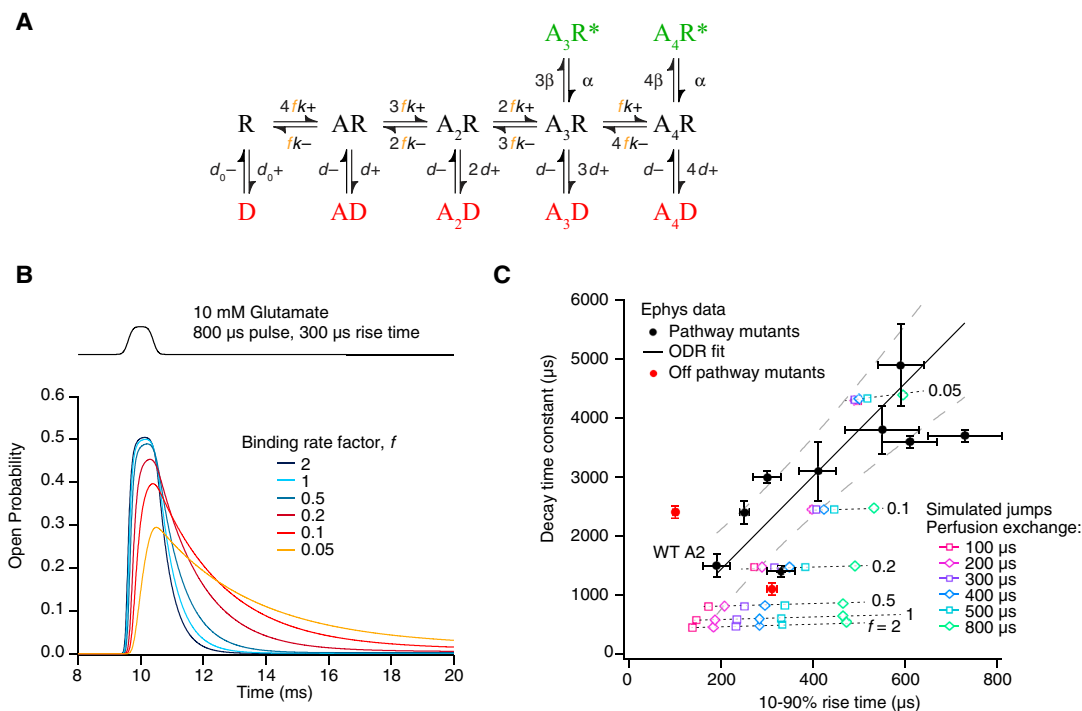 A
A₃R* A₄R*
3β α 4β α
4fk+ 3fk+ 2fk+ fk+
R AR A₂R A₃R A₄R
fk− 2fk− 3fk− 4fk−
d₀− d₀+ d− d+ d− 2d+ d− 3d+ d− 4d+
D AD A₂D A₃D A₄D
B
10 mM Glutamate
800 µs pulse, 300 µs rise time
0.6
0.5
0.4
0.3
0.2
0.1
0.0
Open Probability
Binding rate factor, f
2
1
0.5
0.2
0.1
0.05
8 10 12 14 16 18 20
Time (ms)
C
6000
5000
4000
3000
2000
1000
0
Decay time constant (µs)
Ephys data
Pathway mutants
ODR fit
Off pathway mutants
0.05
0.1
WT A2
0.2
0.5
1
f = 2
Simulated jumps
Perfusion exchange:
100 µs
200 µs
300 µs
400 µs
500 µs
800 µs
0 200 400 600 800
10-90% rise time (µs)